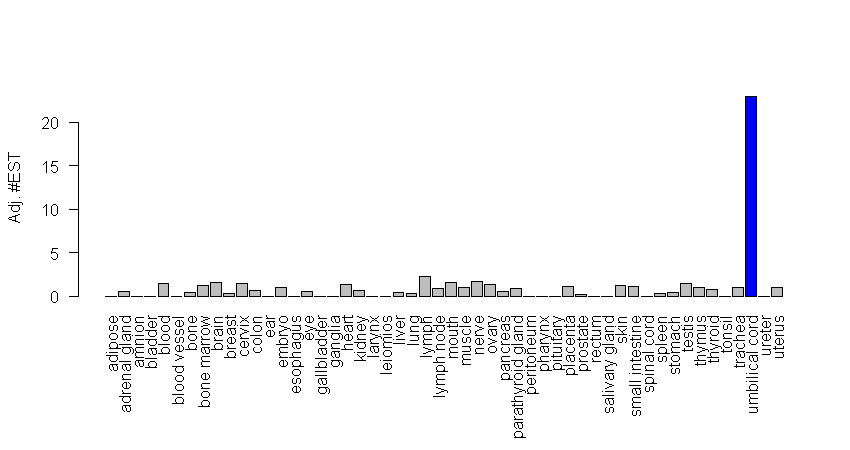 Adj. #EST
20
15
10
5
0
adipose
adrenal gland
amnion
bladder
blood
blood vessel
bone
bone marrow
brain
breast
cervix
colon
ear
embryo
esophagus
eye
gallbladder
ganglia
heart
kidney
larynx
leiomios
liver
lung
lymph
lymph node
mouth
muscle
nerve
ovary
pancreas
parathyroid gland
peritoneum
pharynx
pituitary
placenta
prostate
rectum
salivary gland
skin
small intestine
spinal cord
spleen
stomach
testis
thymus
thyroid
tonsil
trachea
umbilical cord
ureter
uterus